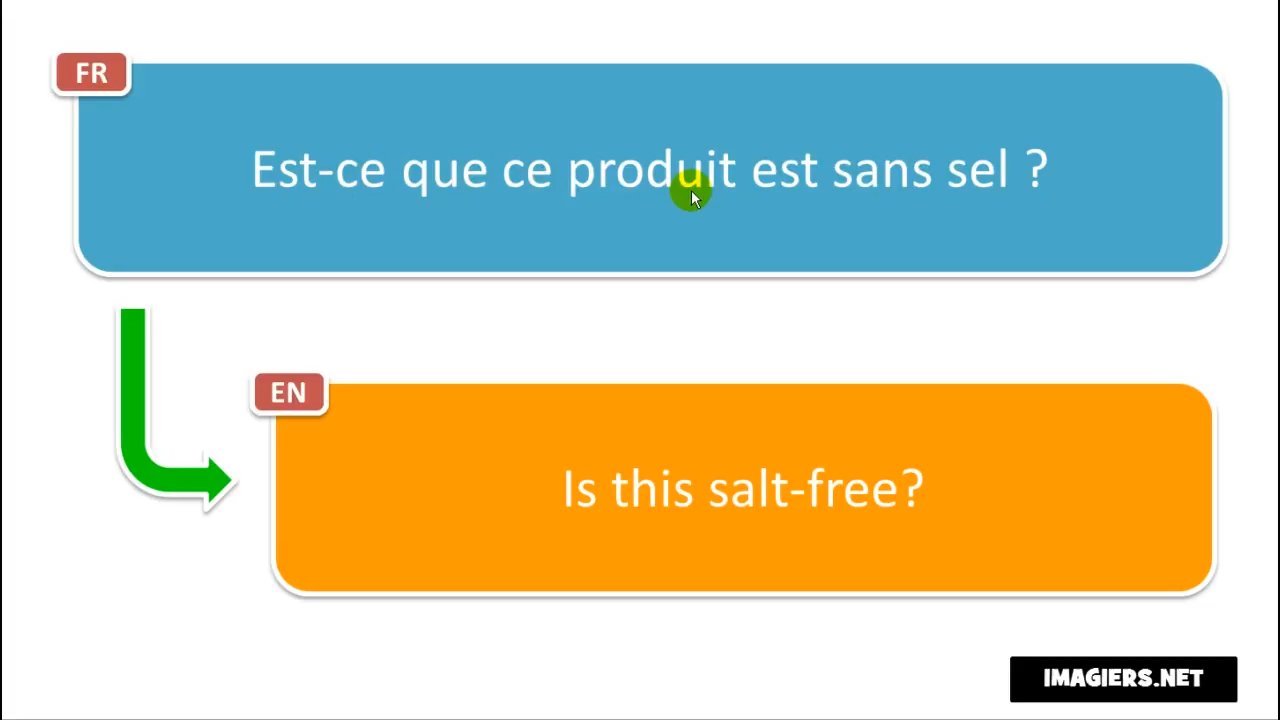 FR
Est-ce que ce produit est sans sel ?
EN
Is this salt-free?
IMAGIERS.NET